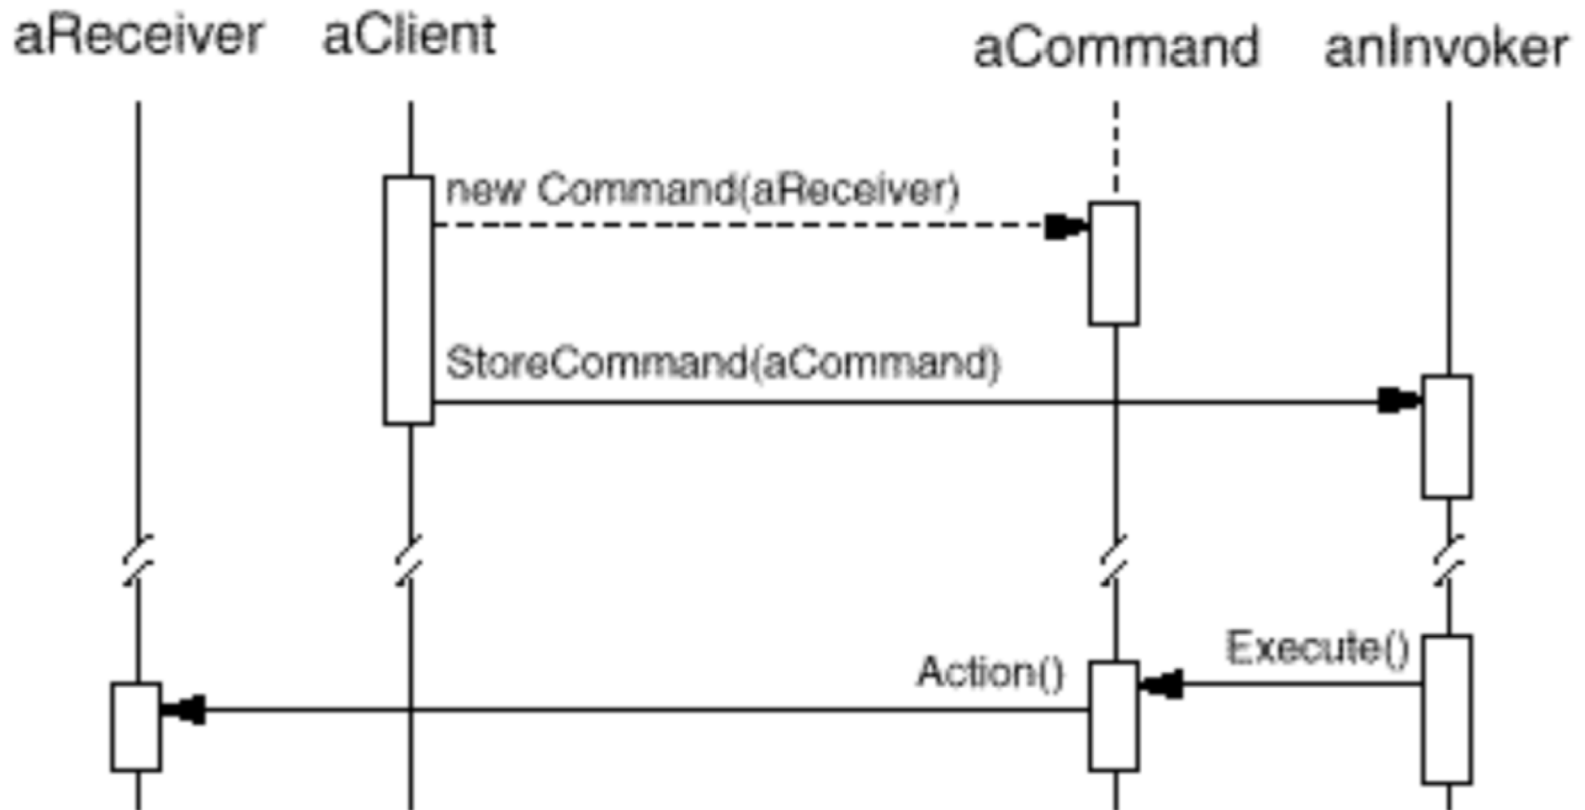 aReceiver aClient aCommand anInvoker
new Command(aReceiver)
StoreCommand(aCommand)
Execute()
Action()